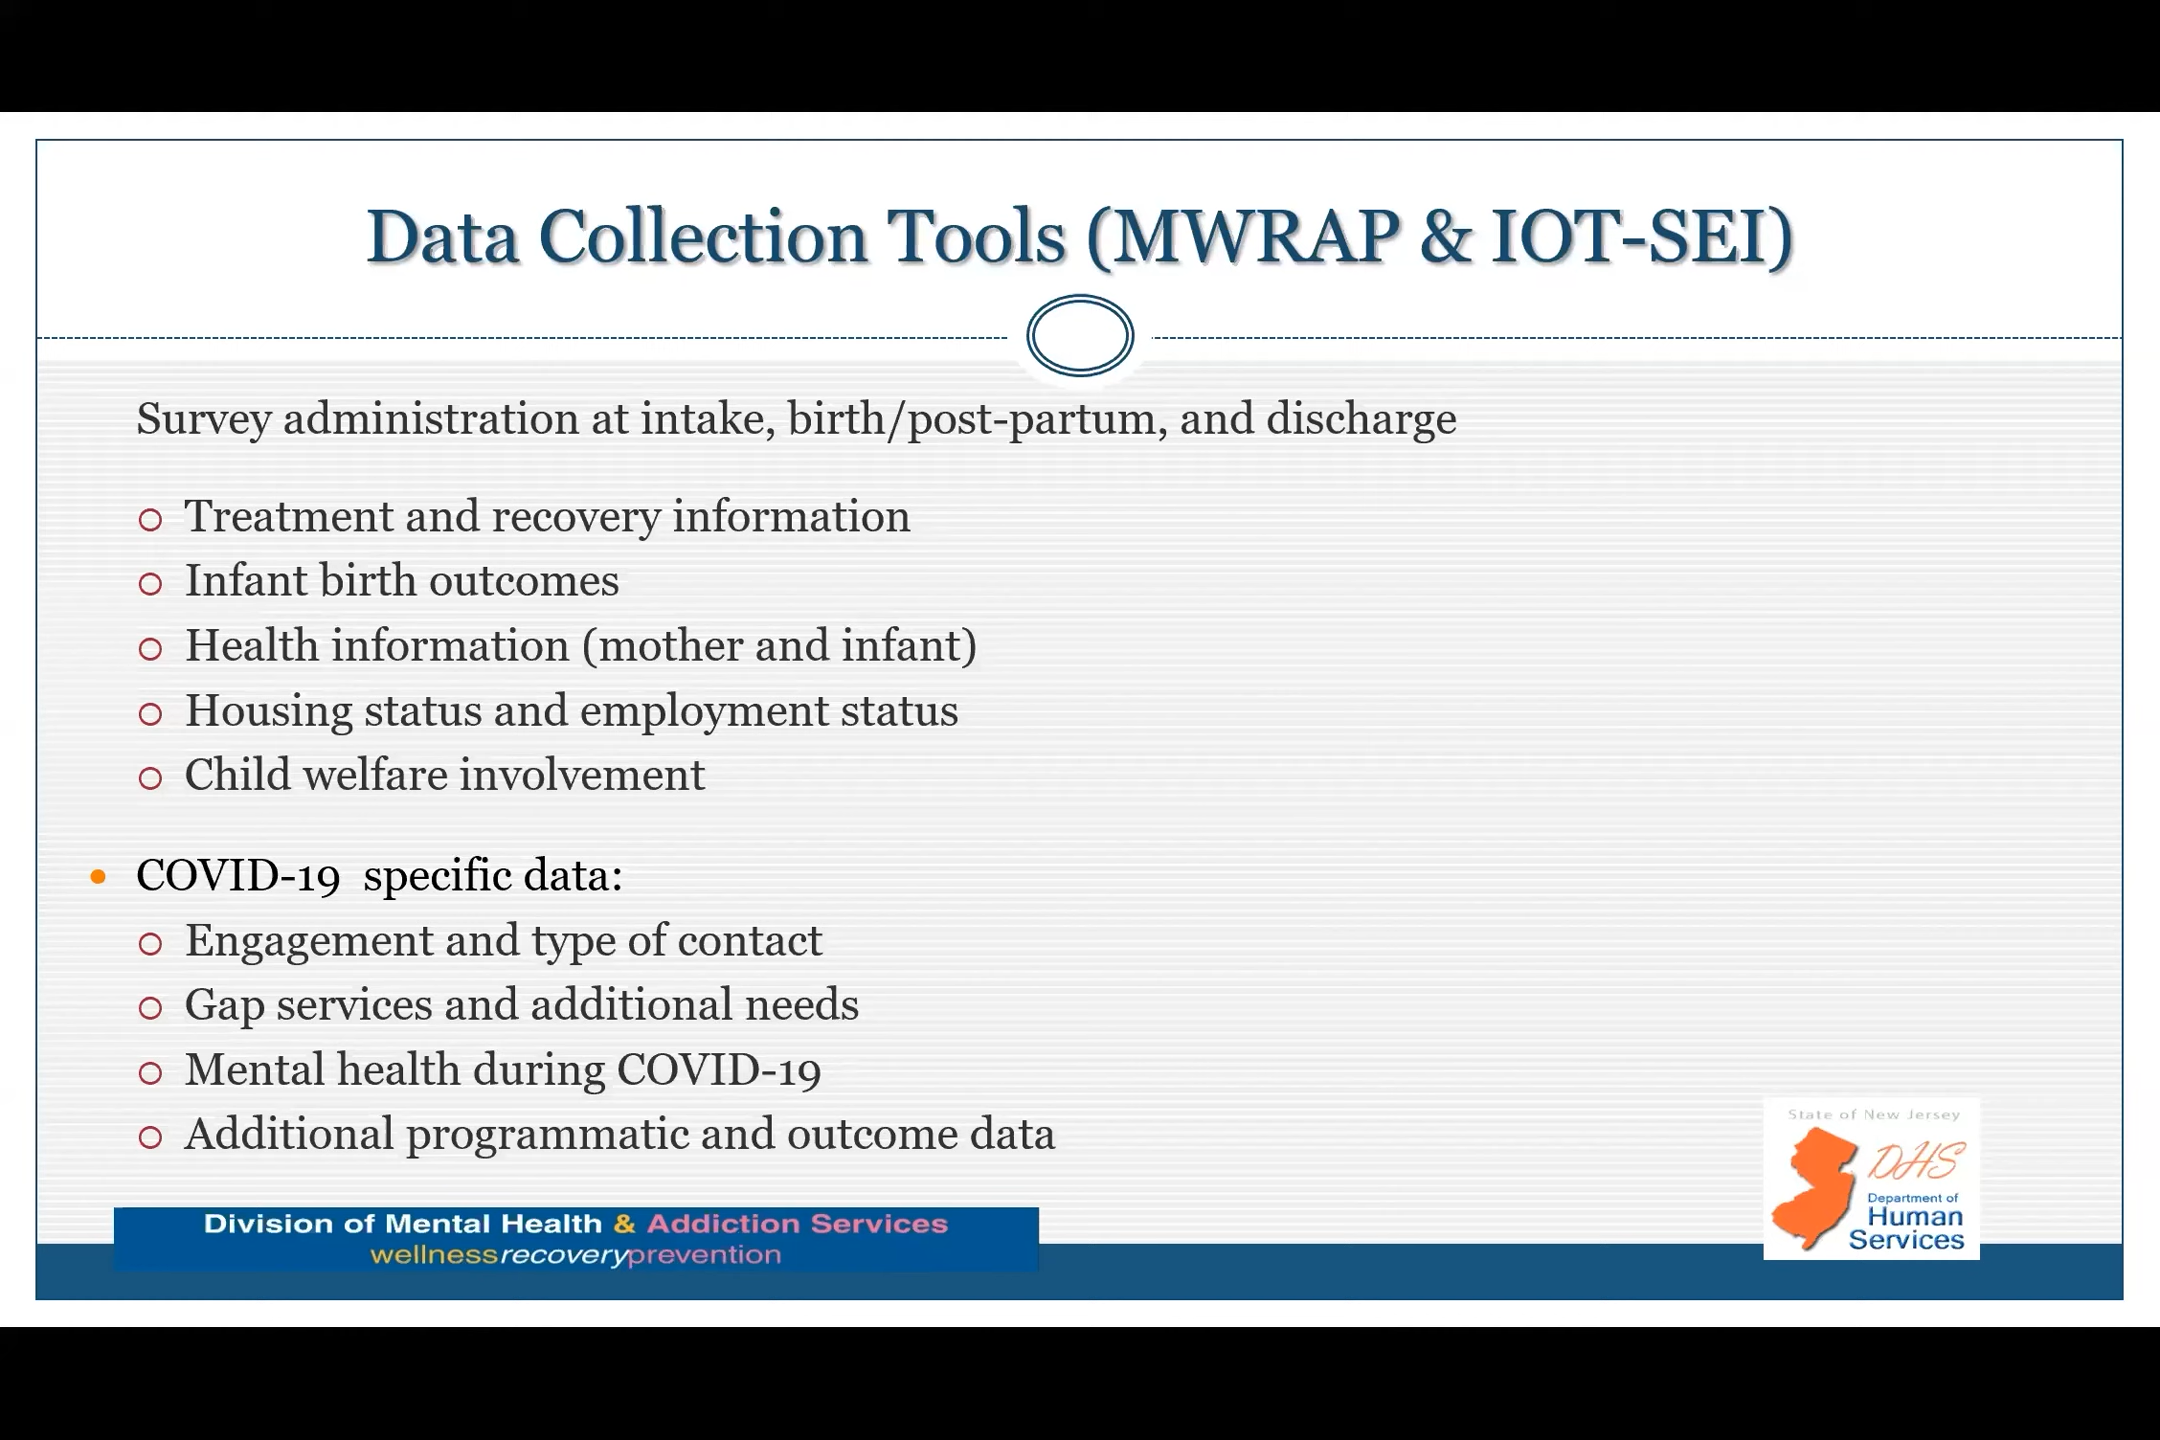 Data Collection Tools (MWRAP & IOT-SEI)
Survey administration at intake, birth/post-partum, and discharge
Treatment and recovery information
Infant birth outcomes
Health information (mother and infant)
Housing status and employment status
Child welfare involvement
COVID-19 specific data:
Engagement and type of contact
Gap services and additional needs
Mental health during COVID-19
Additional programmatic and outcome data
Division of Mental Health & Addiction Services
wellnessrecoveryprevention
State of New Jersey
DHS
Department of
Human
Services